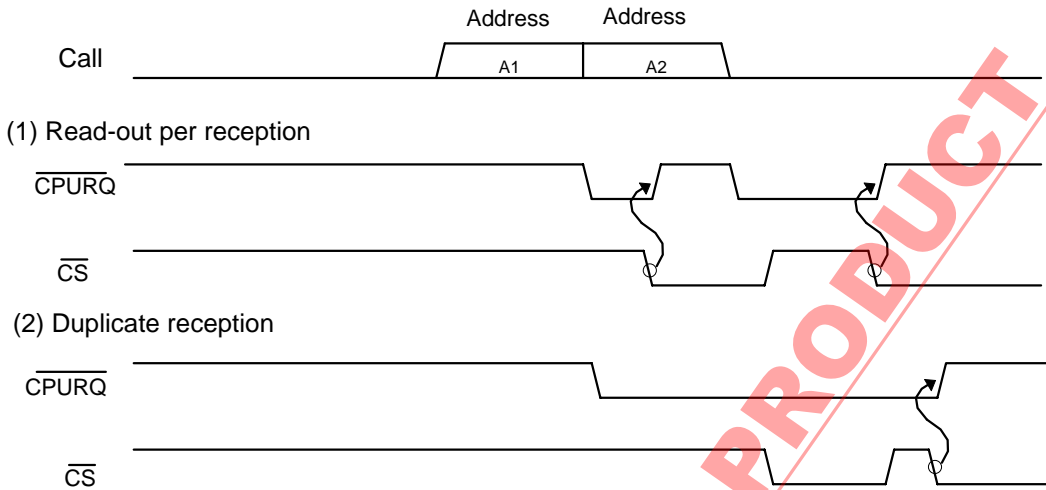 Address Address
Call
A1 A2
(1) Read-out per reception
CPURQ
CS
(2) Duplicate reception
CPURQ
CS
PRODUCT